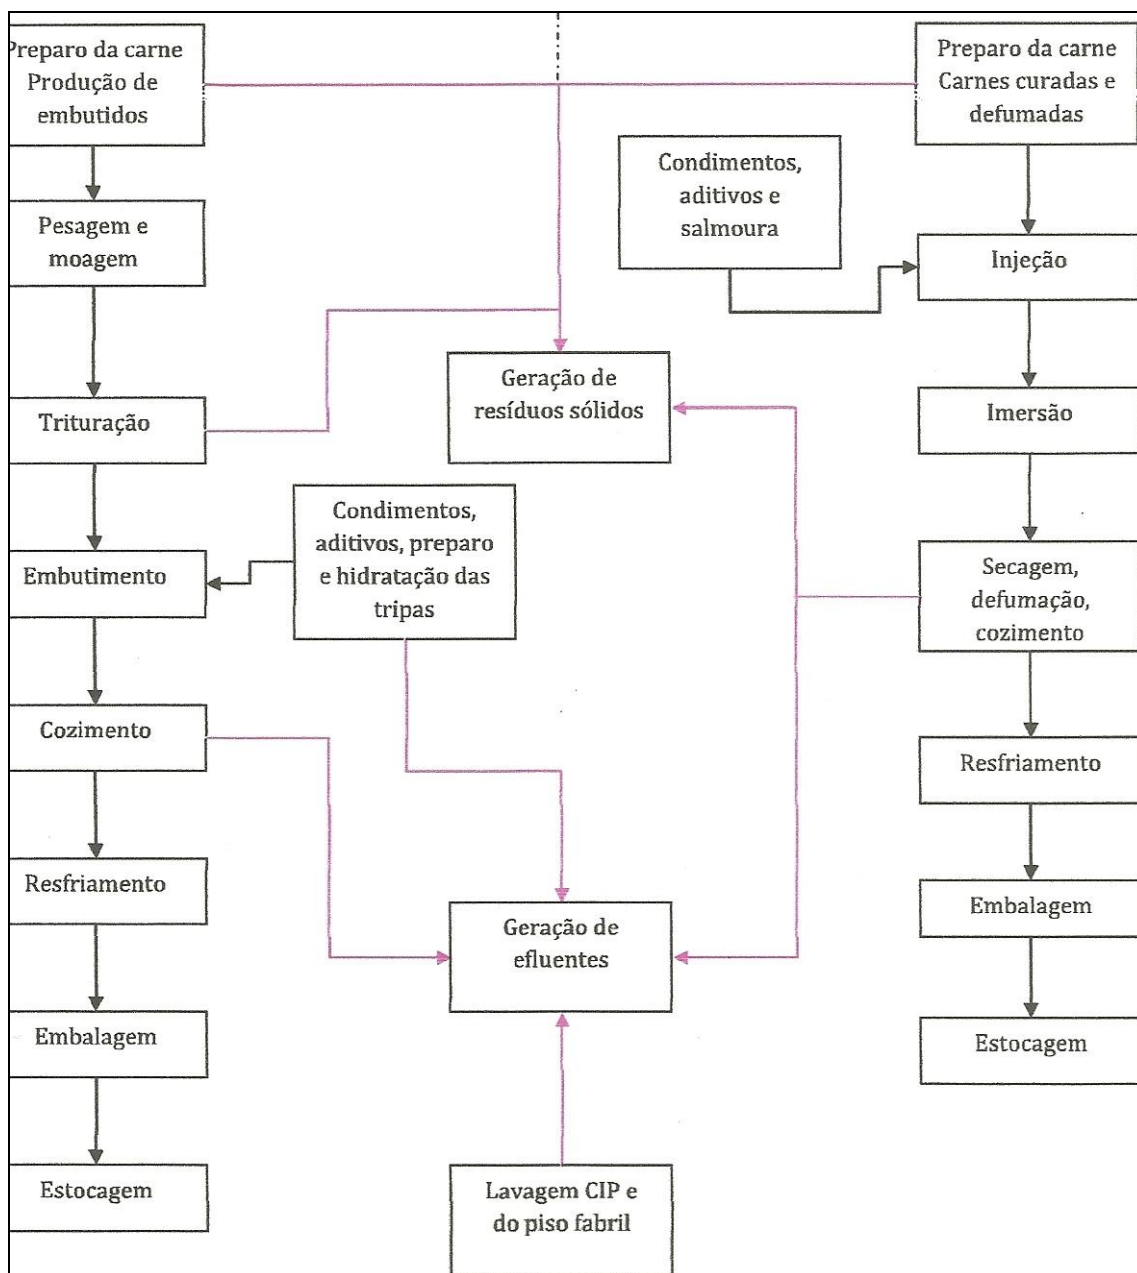 Preparo da carne
Produção de
embutidos
Preparo da carne
Carnes curadas e
defumadas
Condimentos,
aditivos e
salmoura
Pesagem e
moagem
Injeção
Geração de
resíduos sólidos
Trituração
Imersão
Condimentos,
aditivos, preparo
e hidratação das
tripas
Embutimento
Secagem,
defumação,
cozimento
Cozimento
Resfriamento
Resfriamento
Embalagem
Geração de
efluentes
Embalagem
Estocagem
Estocagem
Lavagem CIP e
do piso fabril